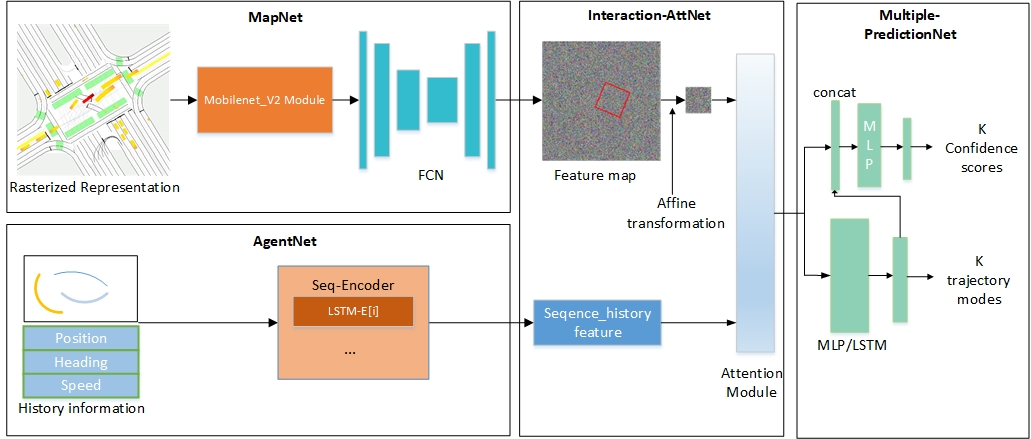 MapNet
Mobilenet_V2 Module
Rasterized Representation
FCN
AgentNet
Position
Heading
Speed
History information
Seq-Encoder
LSTM-E[i]
...
Interaction-AttNet
Feature map
Affine
transformation
Seqence_history
feature
Attention
Module
Multiple-
PredictionNet
concat
M
L
P
K
Confidence
scores
K
trajectory
modes
MLP/LSTM